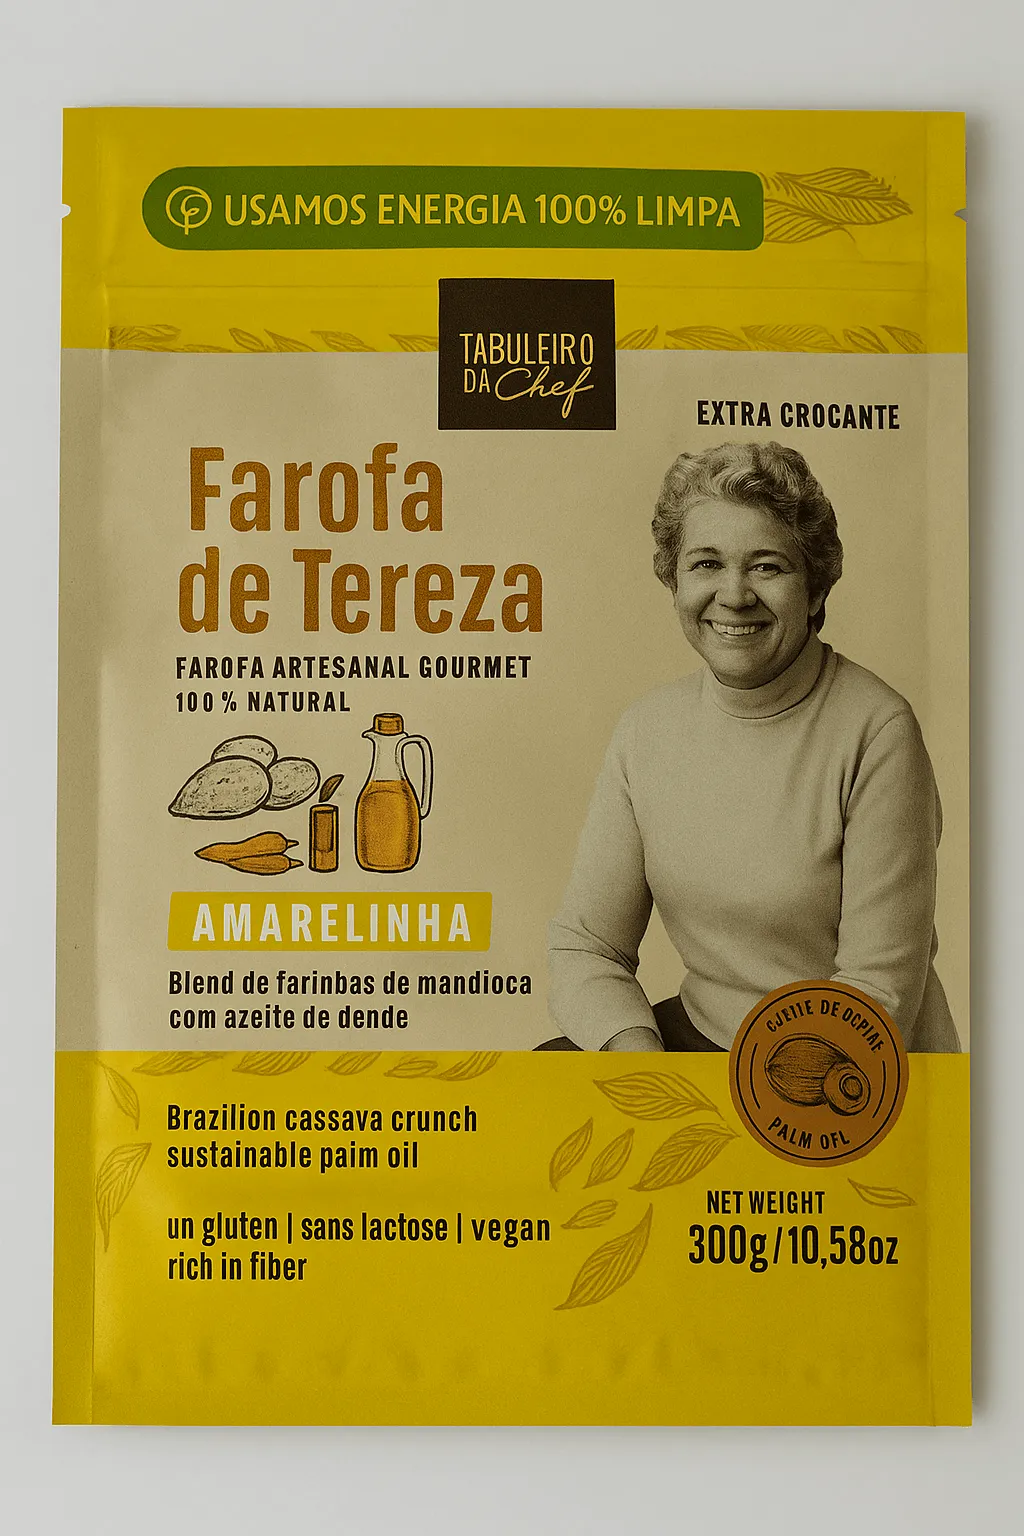 USAMOS ENERGIA 100% LIMPA
TABULEIRO
DA Chef
EXTRA CROCANTE
Farofa
de Tereza
FAROFA ARTESANAL GOURMET
100 % NATURAL
AMARELINHA
Blend de farinbas de mandioca
com azeite de dende
Brazilion cassava crunch
sustainable paim oil
un gluten | sans lactose | vegan
rich in fiber
DE
PALM OFL
NET WEIGHT
300g/10,58oz